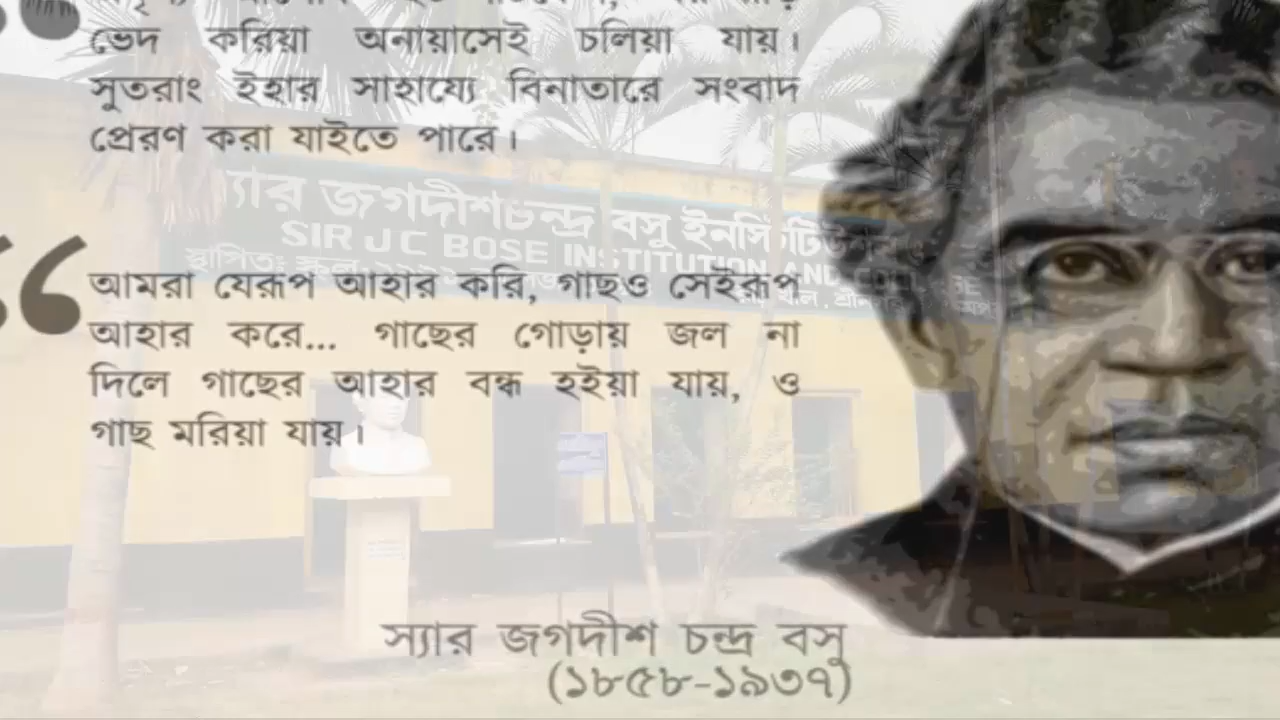 ভেদ করিয়া অনায়াসেই চলিয়া যায়।
সুতরাং ইহার সাহায্যে বিনাতারে সংবাদ
প্রেরণ করা যাইতে পারে।
স্যার জগদীশচন্দ্র বসু ইনস্টিটিউশন
SIR J C BOSE INSTITUTION AND COLLEGE
স্থাপিতঃ
“আমরা যেরূপ আহার করি, গাছও সেইরূপ
আহার করে... গাছের গোড়ায় জল না
দিলে গাছের আহার বন্ধ হইয়া যায়, ও
গাছ মরিয়া যায়।
স্যার জগদীশ চন্দ্র বসু
(১৮৫৮-১৯৩৭)